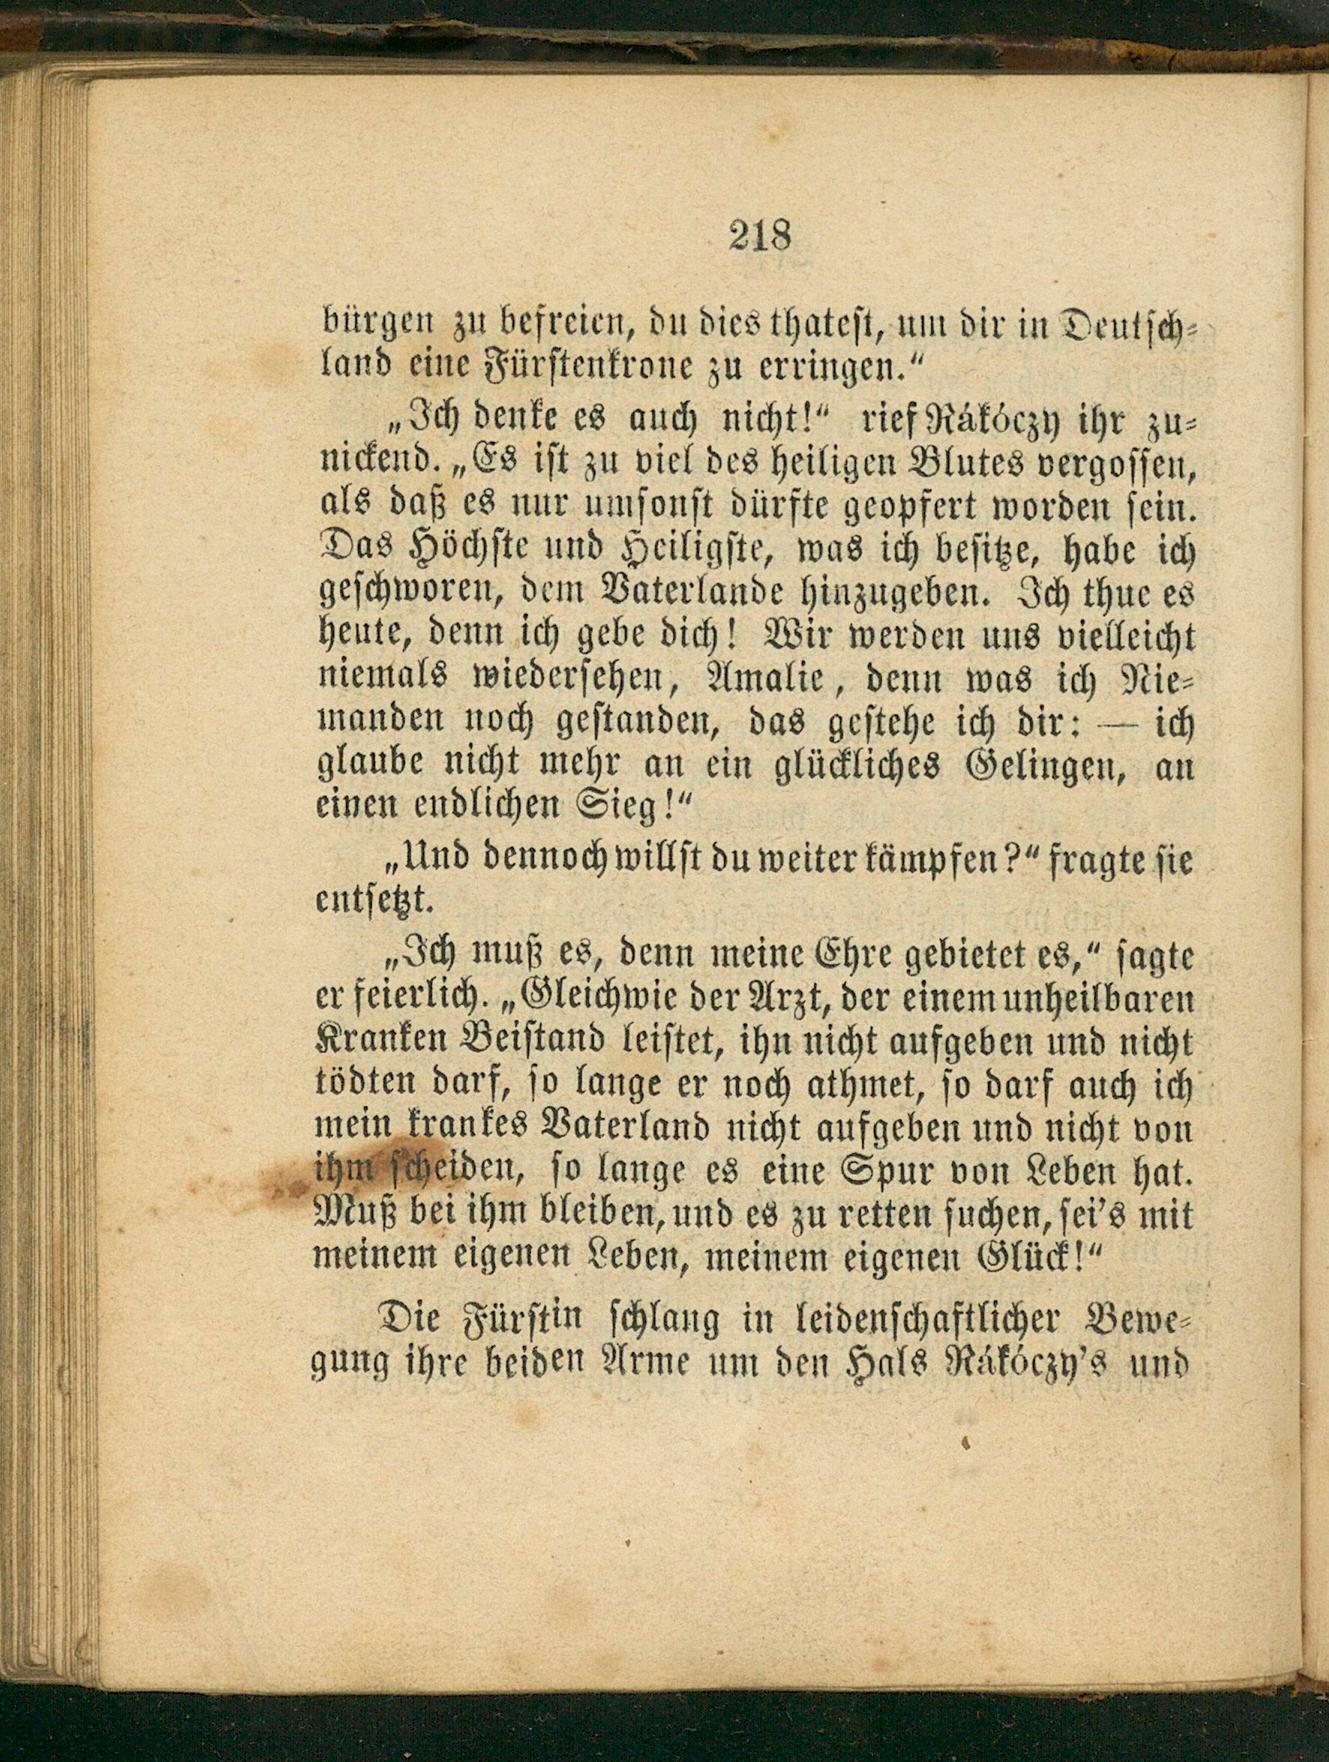 218
bürgen zu befreien, du dies thatest, um dir in Deutsch-
land eine Fürstenkrone zu erringen.“
„Ich denke es auch nicht!“ rief Rákóczy ihr zu-
nickend. „Es ist zu viel des heiligen Blutes vergossen,
als daß es nur umsonst dürfte geopfert worden sein.
Das Höchste und Heiligste, was ich besitze, habe ich
geschworen, dem Vaterlande hinzugeben. Ich thue es
heute, denn ich gebe dich! Wir werden uns vielleicht
niemals wiedersehen, Amalie, denn was ich Nie-
manden noch gestanden, das gestehe ich dir: — ich
glaube nicht mehr an ein glückliches Gelingen, an
einen endlichen Sieg!“
„Und dennoch willst du weiter kämpfen?“ fragte sie
entsetzt.
„Ich muß es, denn meine Ehre gebietet es,“ sagte
er feierlich. „Gleichwie der Arzt, der einem unheilbaren
Kranken Beistand leistet, ihn nicht aufgeben und nicht
tödten darf, so lange er noch athmet, so darf auch ich
mein krankes Vaterland nicht aufgeben und nicht von
ihm scheiden, so lange es eine Spur von Leben hat.
Muß bei ihm bleiben, und es zu retten suchen, sei's mit
meinem eigenen Leben, meinem eigenen Glück!“
Die Fürstin schlang in leidenschaftlicher Bewe-
gung ihre beiden Arme um den Hals Rákóczy's und